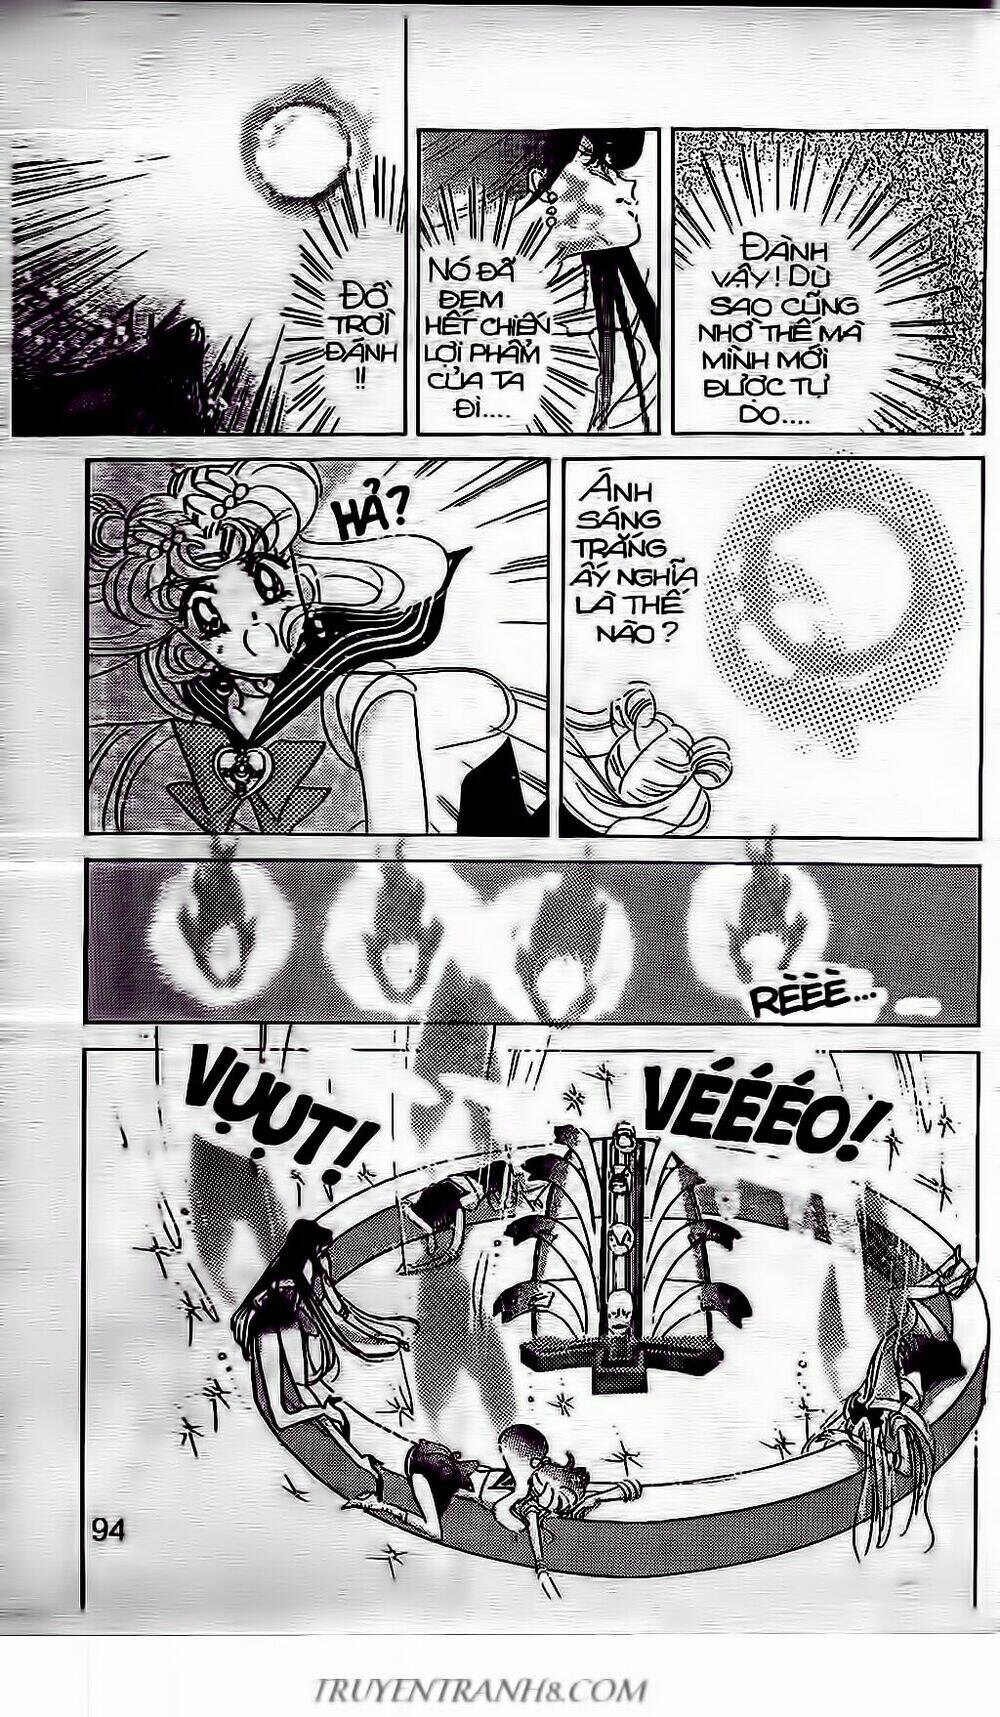 ĐÀNH
VẬY! DÙ
SAO CŨNG
NHỜ THẾ MÀ
MÌNH MỚI
ĐƯỢC TỰ
DO....
NÓ ĐÃ
ĐEM
HẾT CHIẾN
LỢI PHẨM
CỦA TA
ĐI....
ĐỒ
TRỜI
ĐÁNH
!!
HẢ?
ÁNH
SÁNG
TRẮNG
ẤY NGHĨA
LÀ THẾ
NÀO?
RÈÈÈ...
VỤỤT!
VÉÉÉO!
94
TRUYENTRANH8.COM